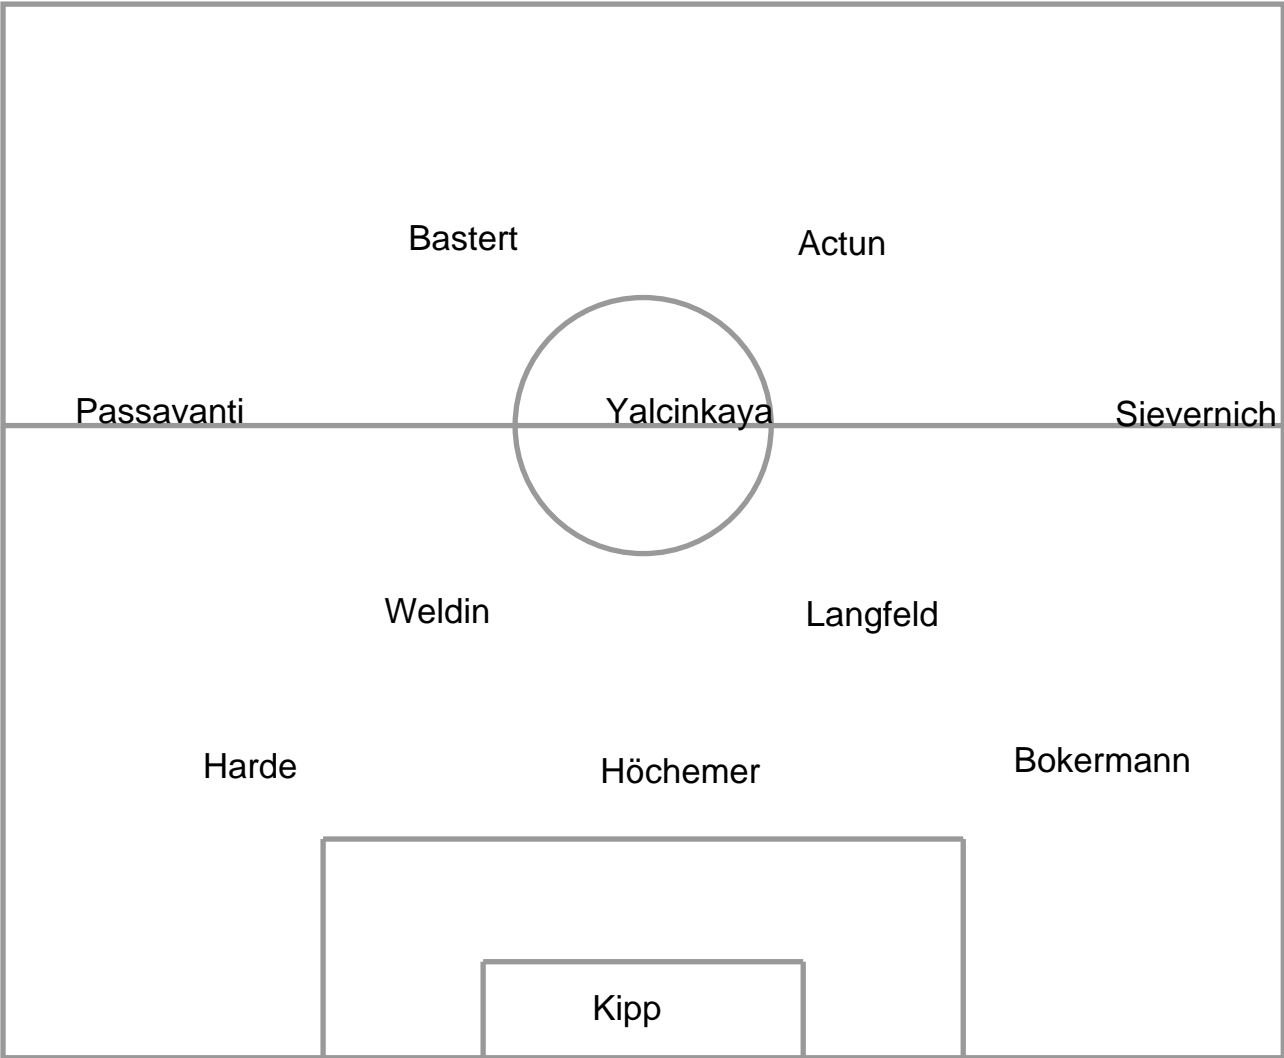 Bastert
Actun
Passavanti
Yalcinkaya
Sievernich
Weldin
Langfeld
Harde
Höchemer
Bokermann
Kipp